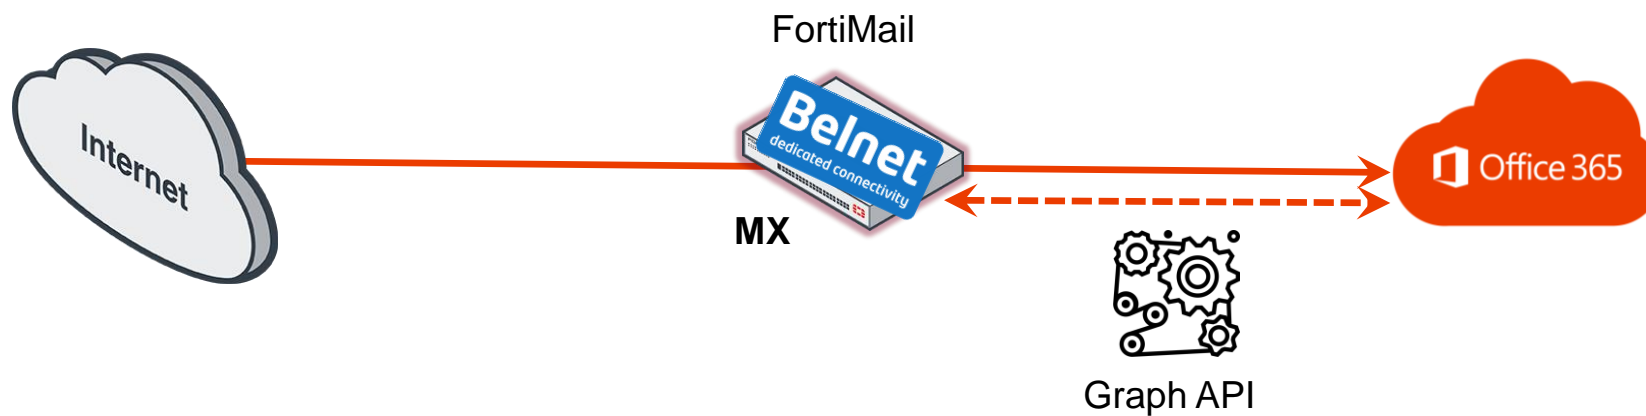 FortiMail
Internet
Belnet
dedicated connectivity
MX
Office 365
Graph API